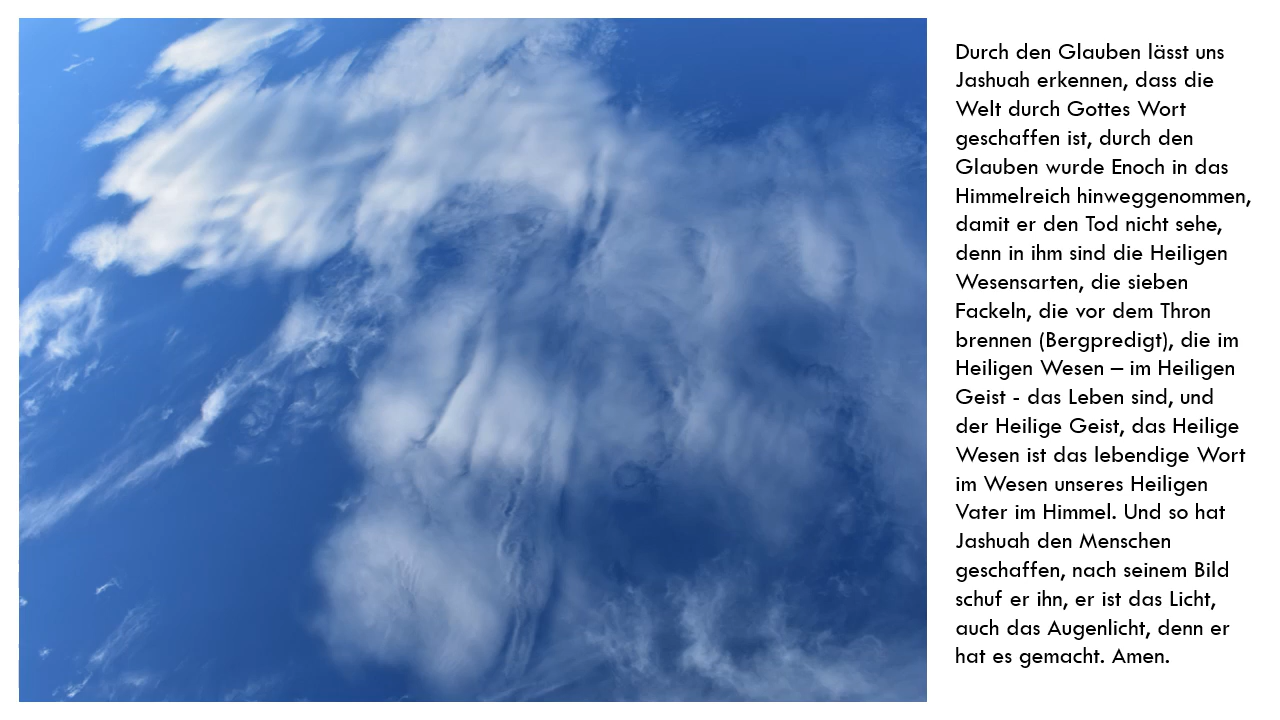 Durch den Glauben lässt uns
Jashuah erkennen, dass die
Welt durch Gottes Wort
geschaffen ist, durch den
Glauben wurde Enoch in das
Himmelreich hinweggenommen,
damit er den Tod nicht sehe,
denn in ihm sind die Heiligen
Wesensarten, die sieben
Fackeln, die vor dem Thron
brennen (Bergpredigt), die im
Heiligen Wesen – im Heiligen
Geist - das Leben sind, und
der Heilige Geist, das Heilige
Wesen ist das lebendige Wort
im Wesen unseres Heiligen
Vater im Himmel. Und so hat
Jashuah den Menschen
geschaffen, nach seinem Bild
schuf er ihn, er ist das Licht,
auch das Augenlicht, denn er
hat es gemacht. Amen.